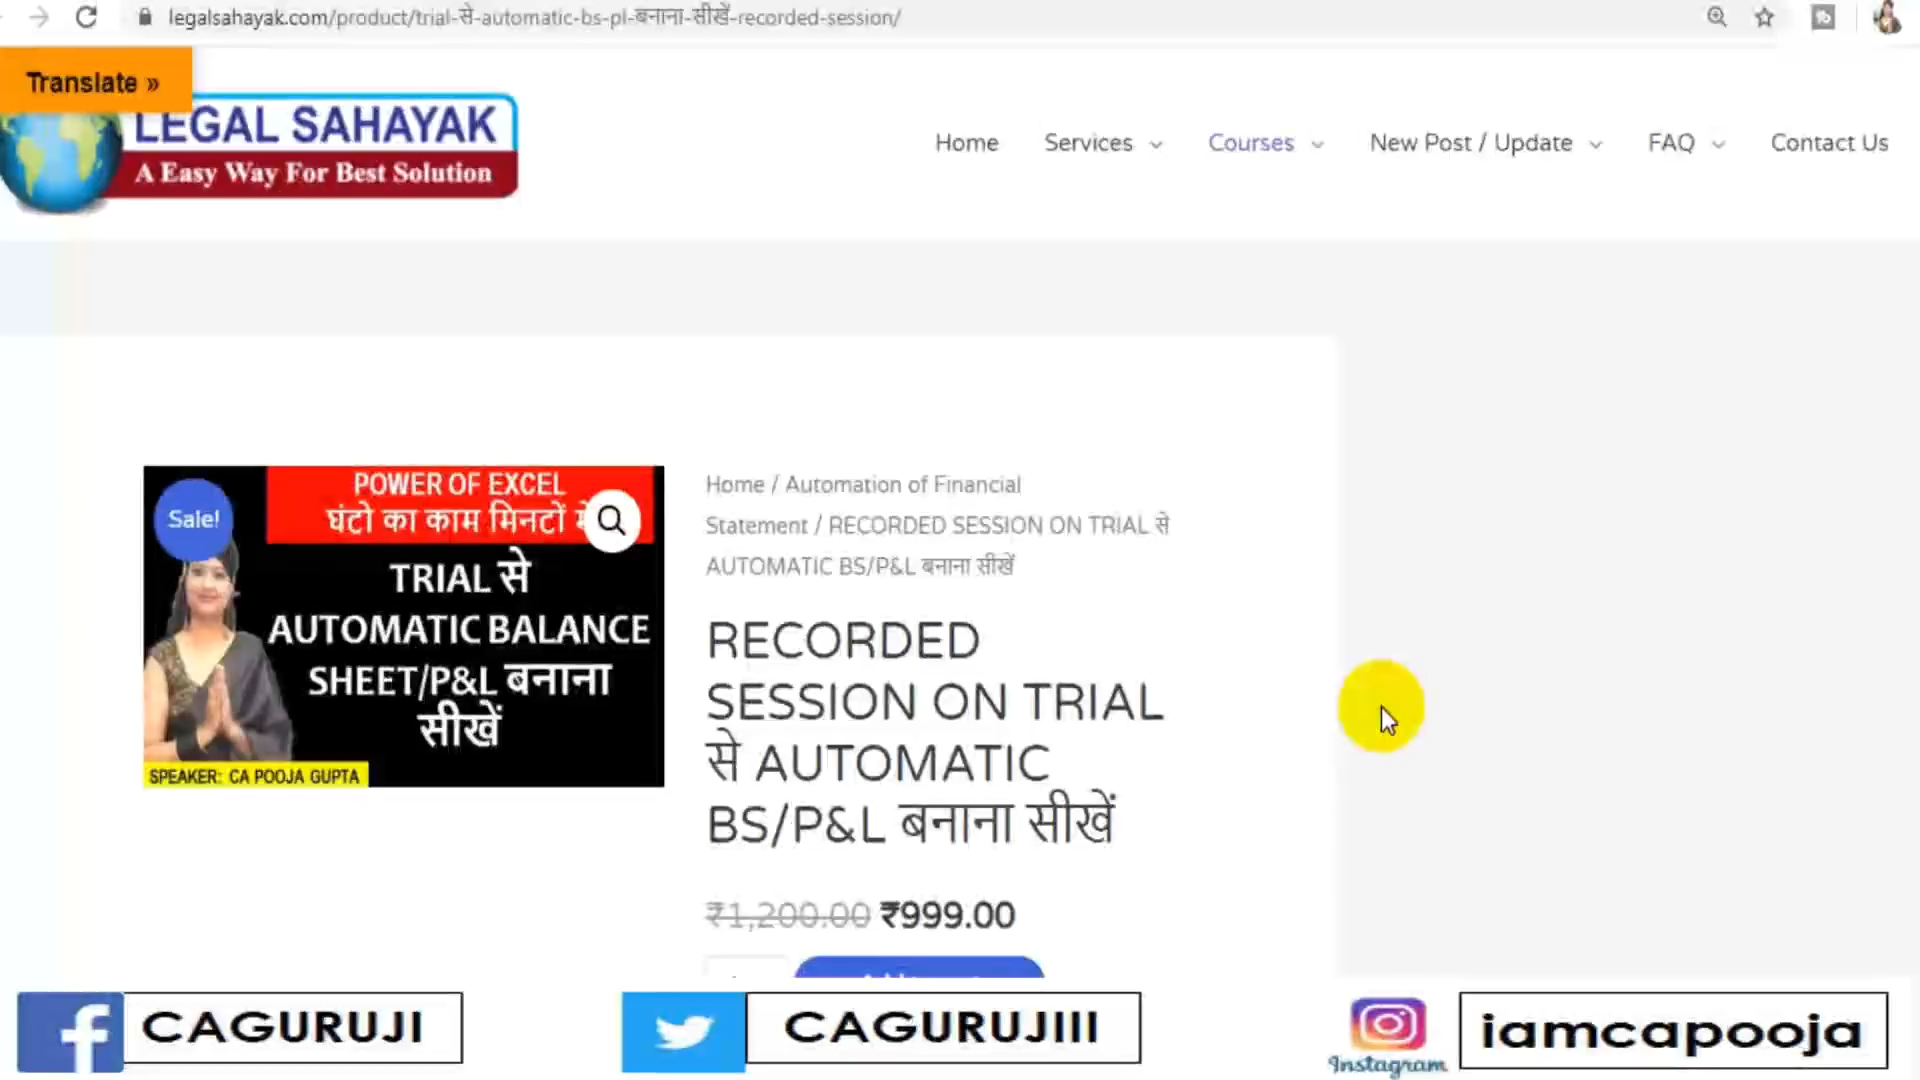 legalsahayak.com/product/trial-से-automatic-bs-pl-बनाना-सीखें-recorded-session/
Translate »
LEGAL SAHAYAK
A Easy Way For Best Solution
Home
Services
Courses
New Post / Update
FAQ
Contact Us
Sale!
POWER OF EXCEL
घंटो का काम मिनटों
TRIAL से
AUTOMATIC BALANCE
SHEET/P&L बनाना
सीखें
SPEAKER: CA POOJA GUPTA
Home / Automation of Financial
Statement / RECORDED SESSION ON TRIAL से
AUTOMATIC BS/P&L बनाना सीखें
RECORDED
SESSION ON TRIAL
से AUTOMATIC
BS/P&L बनाना सीखें
₹1,200.00 ₹999.00
CAGURUJI
CAGURUJIII
Instagram
iamcapooja